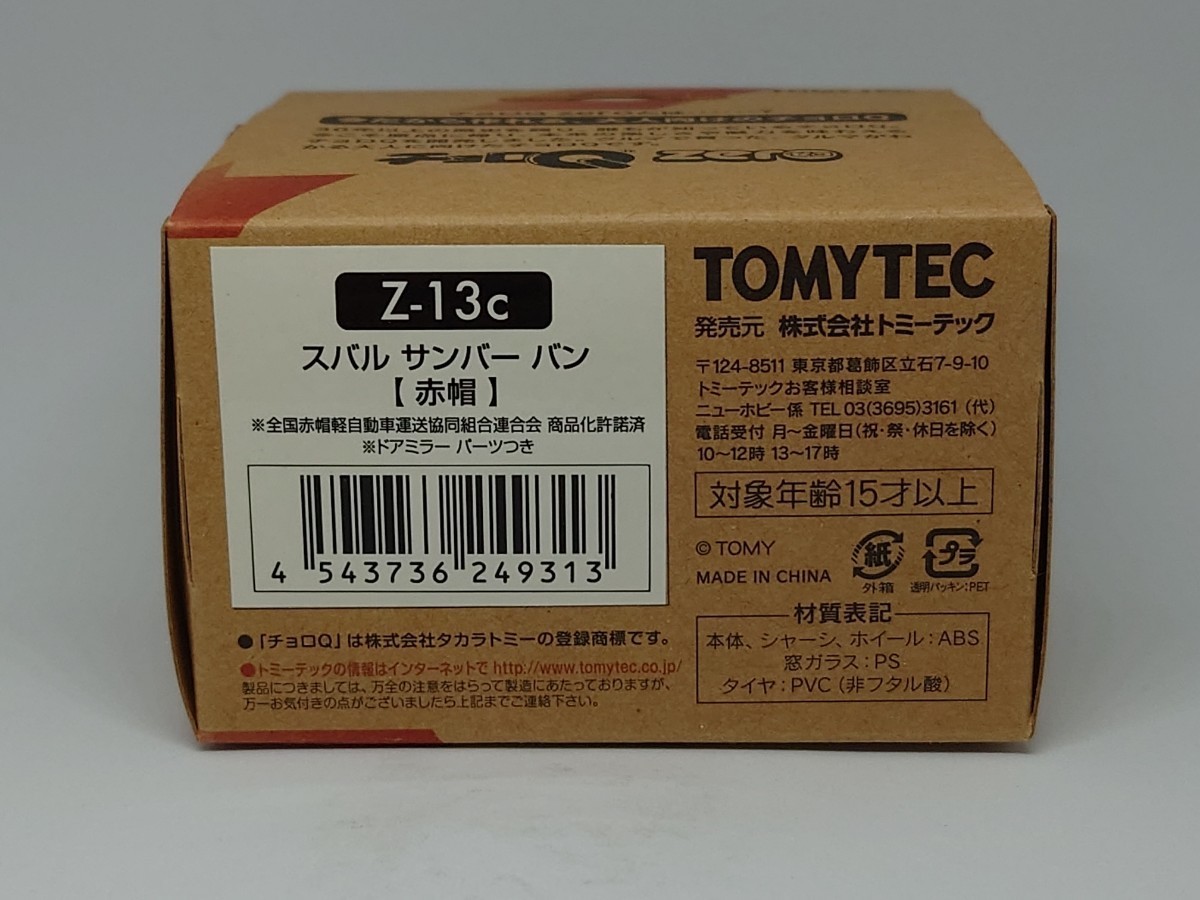 TOMYTEC
チョロQ zero
Z-13c
スバル サンバー バン
【 赤帽 】
※全国赤帽軽自動車運送協同組合連合会 商品化許諾済
※ドアミラー パーツつき
4 543736 249313
●「チョロQ」は株式会社タカラトミーの登録商標です。
●トミーテックの情報はインターネットで http://www.tomytec.co.jp/
製品につきましては、万全の注意をはらって製造にあたっておりますが、
万一お気付きの点がございましたら上記までご連絡下さい。
TOMYTEC
発売元 株式会社トミーテック
〒124-8511 東京都葛飾区立石7-9-10
トミーテックお客様相談室
ニューホビー係 TEL 03(3695)3161（代）
電話受付 月～金曜日(祝・祭・休日を除く)
10～12時 13～17時
対象年齢15才以上
© TOMY
MADE IN CHINA
紙
外箱
プラ
透明パッキン:PET
材質表記
本体、シャーシ、ホイール:ABS
窓ガラス:PS
タイヤ:PVC（非フタル酸）